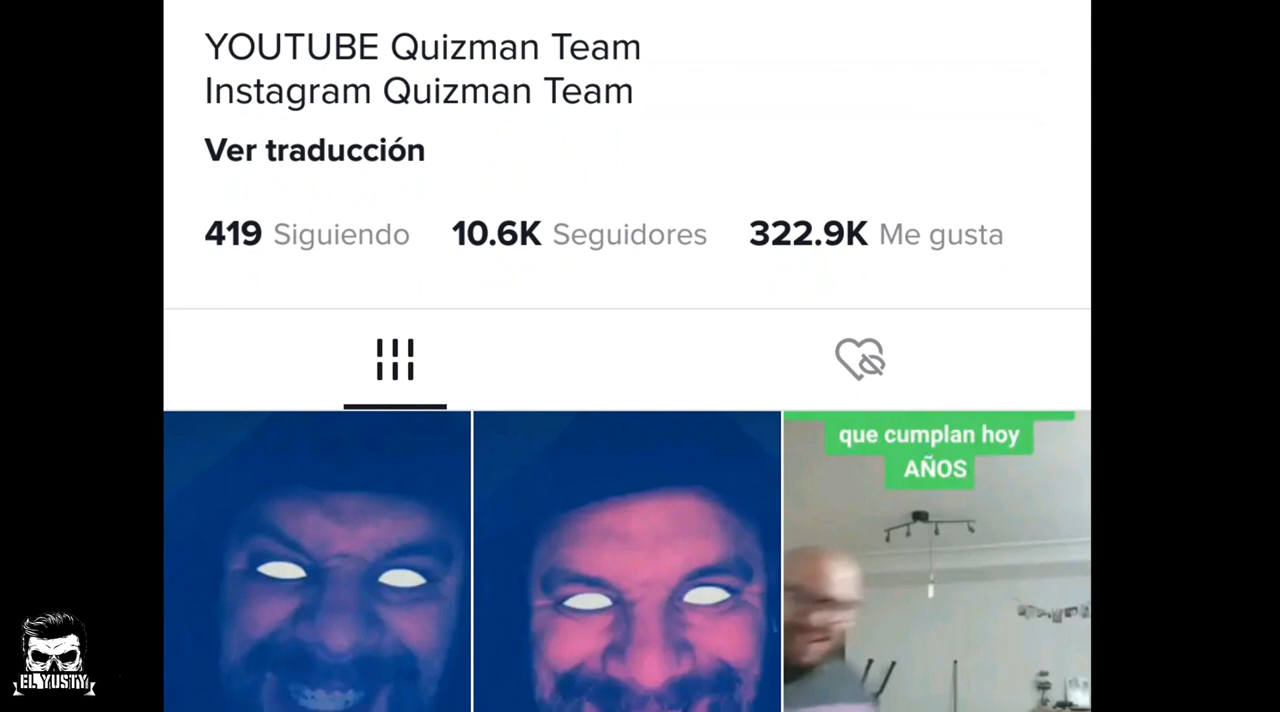 YOUTUBE Quizman Team
Instagram Quizman Team
Ver traducción
419 Siguiendo 10.6K Seguidores 322.9K Me gusta
que cumplan hoy
AÑOS
EL YUSTY